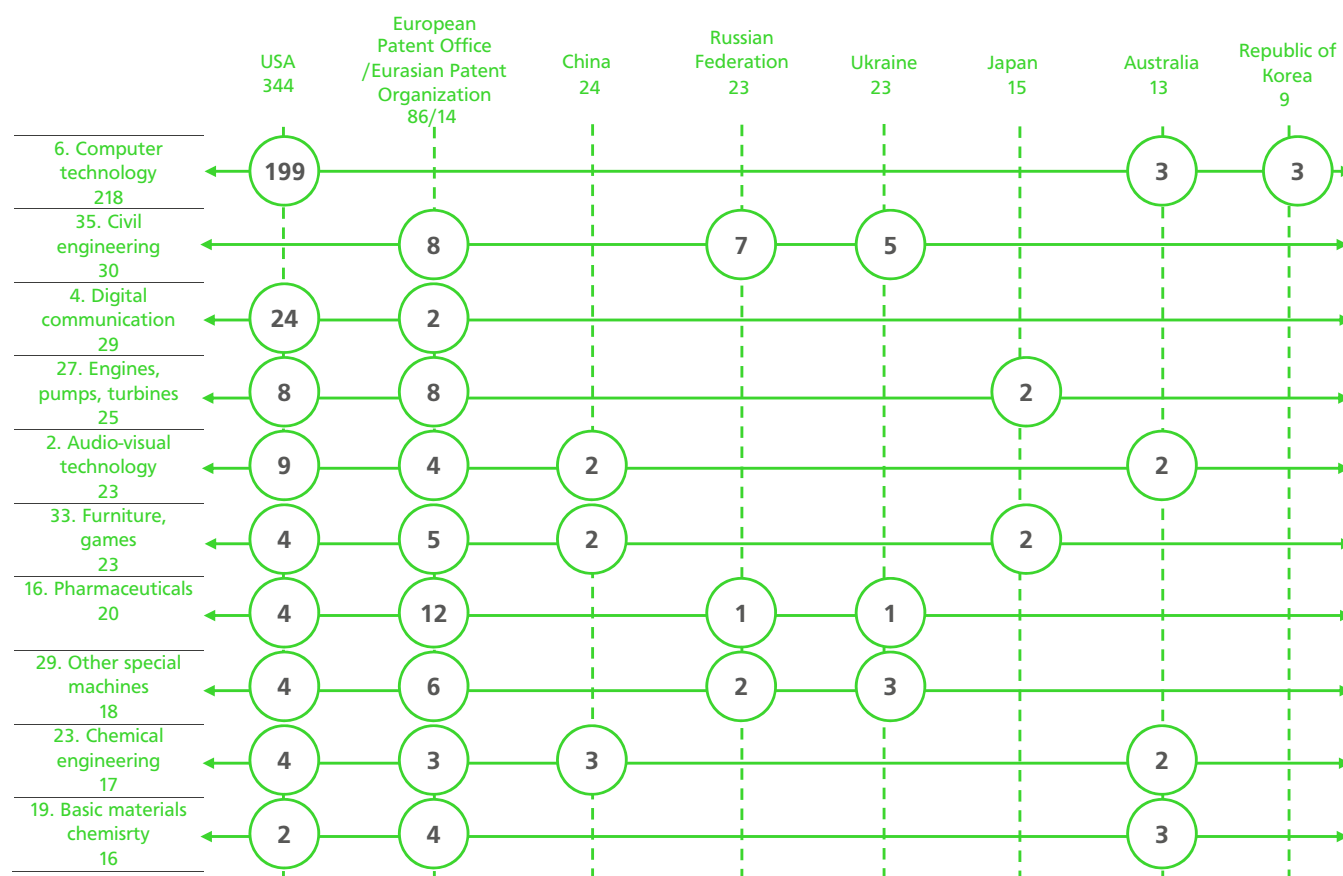 USA
344
European
Patent Office
/Eurasian Patent
Organization
86/14
China
24
Russian
Federation
23
Ukraine
23
Japan
15
Australia
13
Republic of
Korea
9
6. Computer
technology
218
199
3
3
35. Civil
engineering
30
8
7
5
4. Digital
communication
29
24
2
27. Engines,
pumps, turbines
25
8
8
2
2. Audio-visual
technology
23
9
4
2
2
33. Furniture,
games
23
4
5
2
2
16. Pharmaceuticals
20
4
12
1
1
29. Other special
machines
18
4
6
2
3
23. Chemical
engineering
17
4
3
3
2
19. Basic materials
chemisrty
16
2
4
3